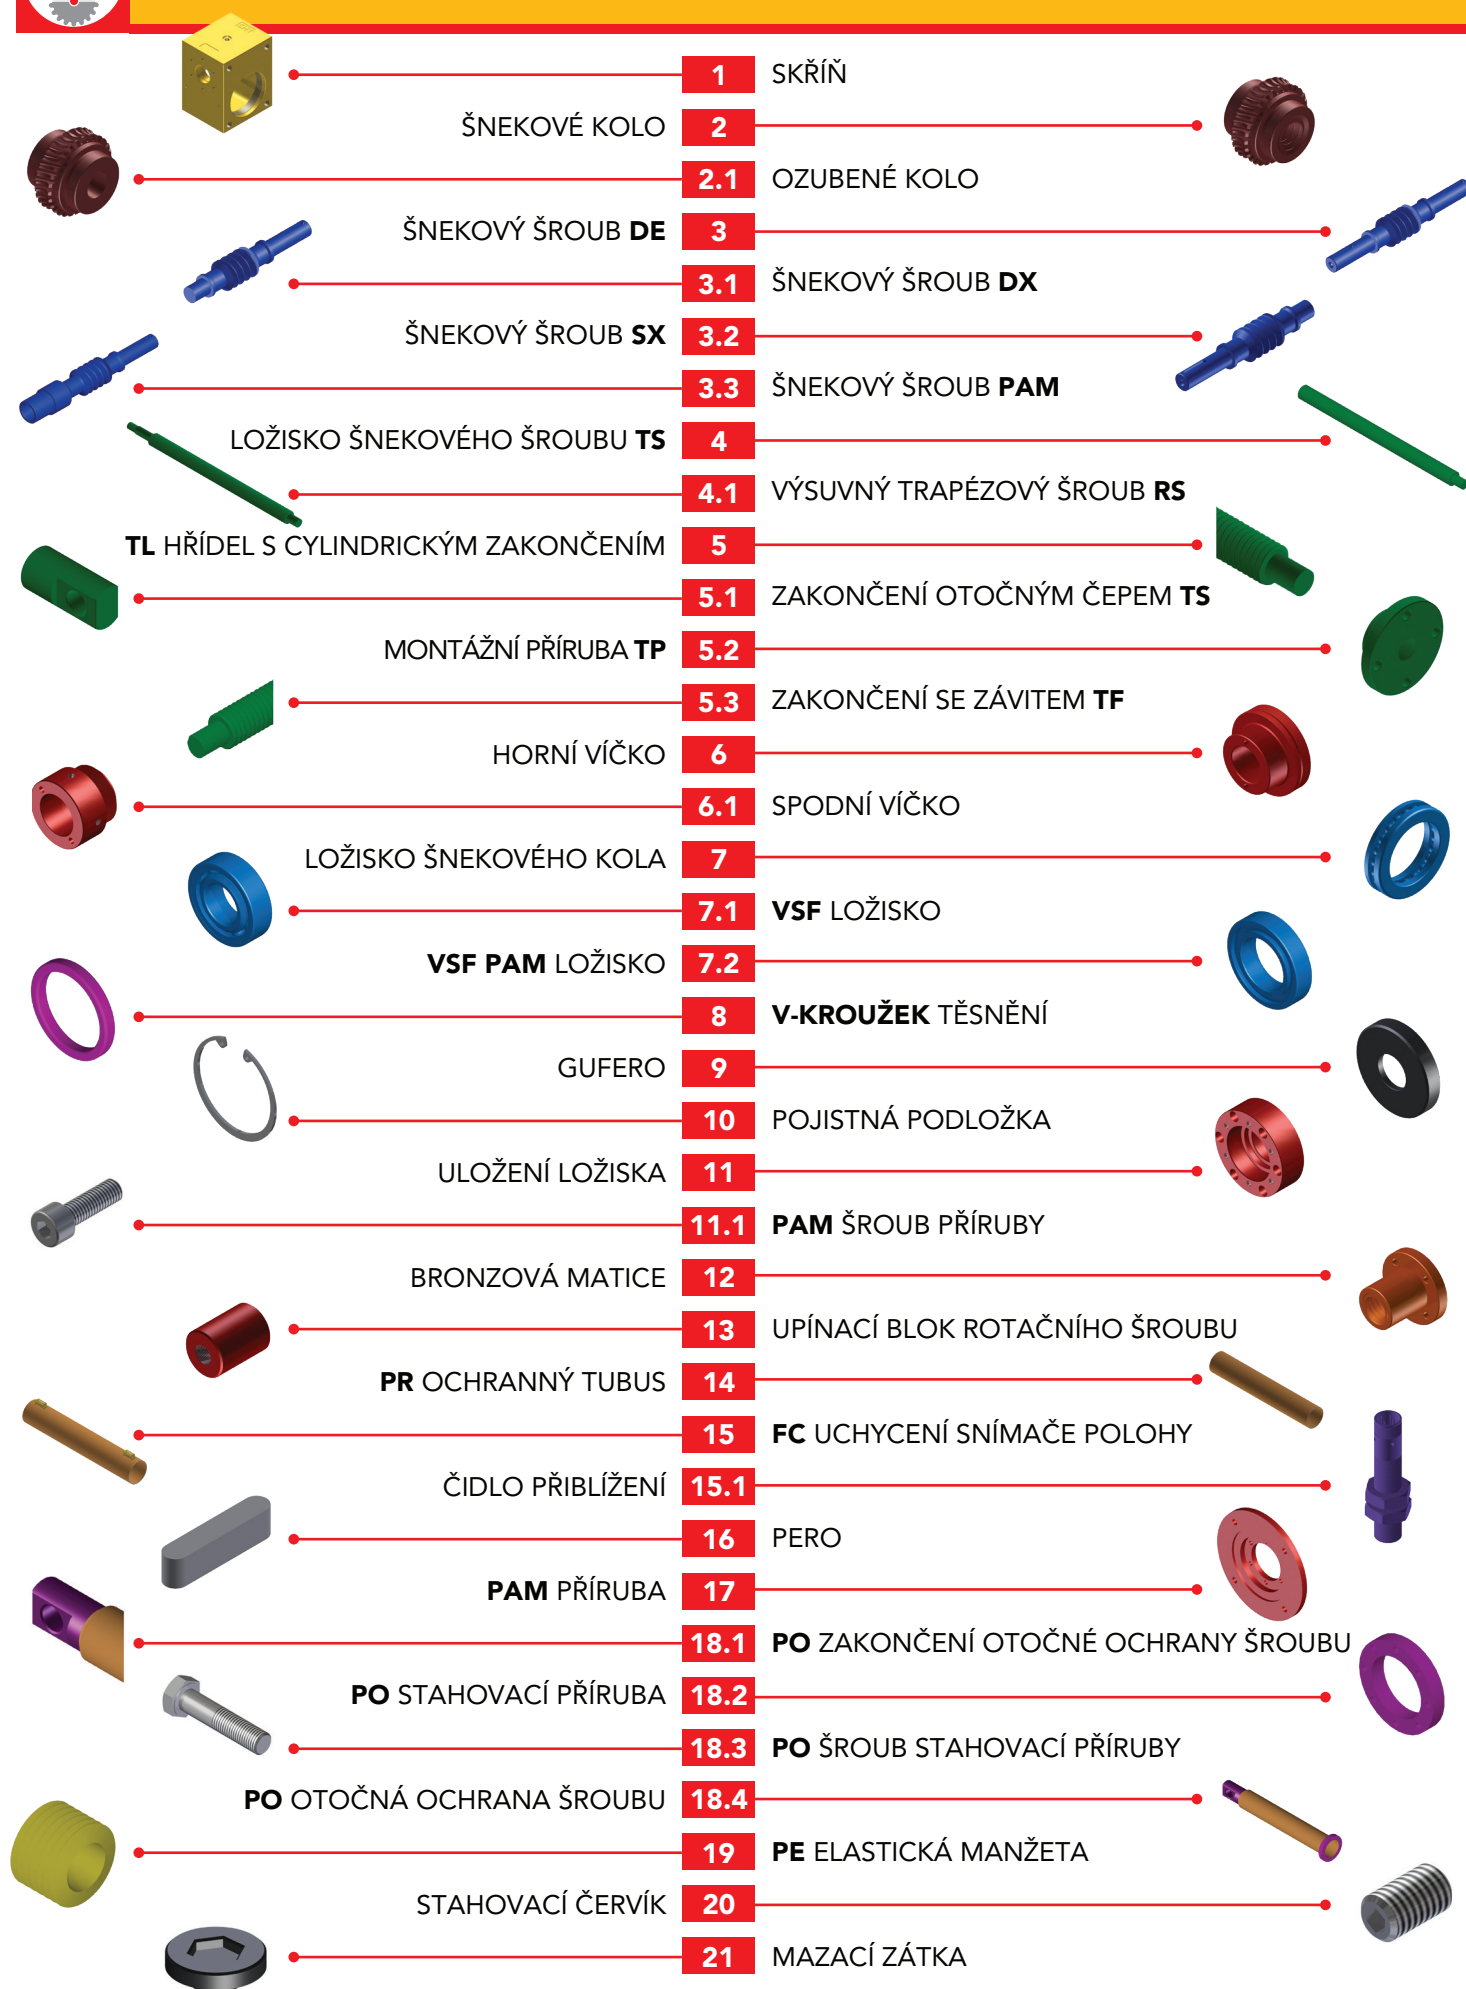 1 SKŘÍŇ
ŠNEKOVÉ KOLO 2
2.1 OZUBENÉ KOLO
ŠNEKOVÝ ŠROUB DE 3
3.1 ŠNEKOVÝ ŠROUB DX
ŠNEKOVÝ ŠROUB SX 3.2
3.3 ŠNEKOVÝ ŠROUB PAM
LOŽISKO ŠNEKOVÉHO ŠROUBU TS 4
4.1 VÝSUVNÝ TRAPÉZOVÝ ŠROUB RS
TL HŘÍDEL S CYLINDRICKÝM ZAKONČENÍM 5
5.1 ZAKONČENÍ OTOČNÝM ČEPEM TS
MONTÁŽNÍ PŘÍRUBA TP 5.2
5.3 ZAKONČENÍ SE ZÁVITEM TF
HORNÍ VÍČKO 6
6.1 SPODNÍ VÍČKO
LOŽISKO ŠNEKOVÉHO KOLA 7
7.1 VSF LOŽISKO
VSF PAM LOŽISKO 7.2
8 V-KROUŽEK TĚSNĚNÍ
GUFERO 9
10 POJISTNÁ PODLOŽKA
ULOŽENÍ LOŽISKA 11
11.1 PAM ŠROUB PŘÍRUBY
BRONZOVÁ MATICE 12
13 UPÍNACÍ BLOK ROTAČNÍHO ŠROUBU
PR OCHRANNÝ TUBUS 14
15 FC UCHYCENÍ SNÍMAČE POLOHY
ČIDLO PŘIBLÍŽENÍ 15.1
16 PERO
PAM PŘÍRUBA 17
18.1 PO ZAKONČENÍ OTOČNÉ OCHRANY ŠROUBU
PO STAHOVACÍ PŘÍRUBA 18.2
18.3 PO ŠROUB STAHOVACÍ PŘÍRUBY
PO OTOČNÁ OCHRANA ŠROUBU 18.4
19 PE ELASTICKÁ MANŽETA
STAHOVACÍ ČERVÍK 20
21 MAZACÍ ZÁTKA